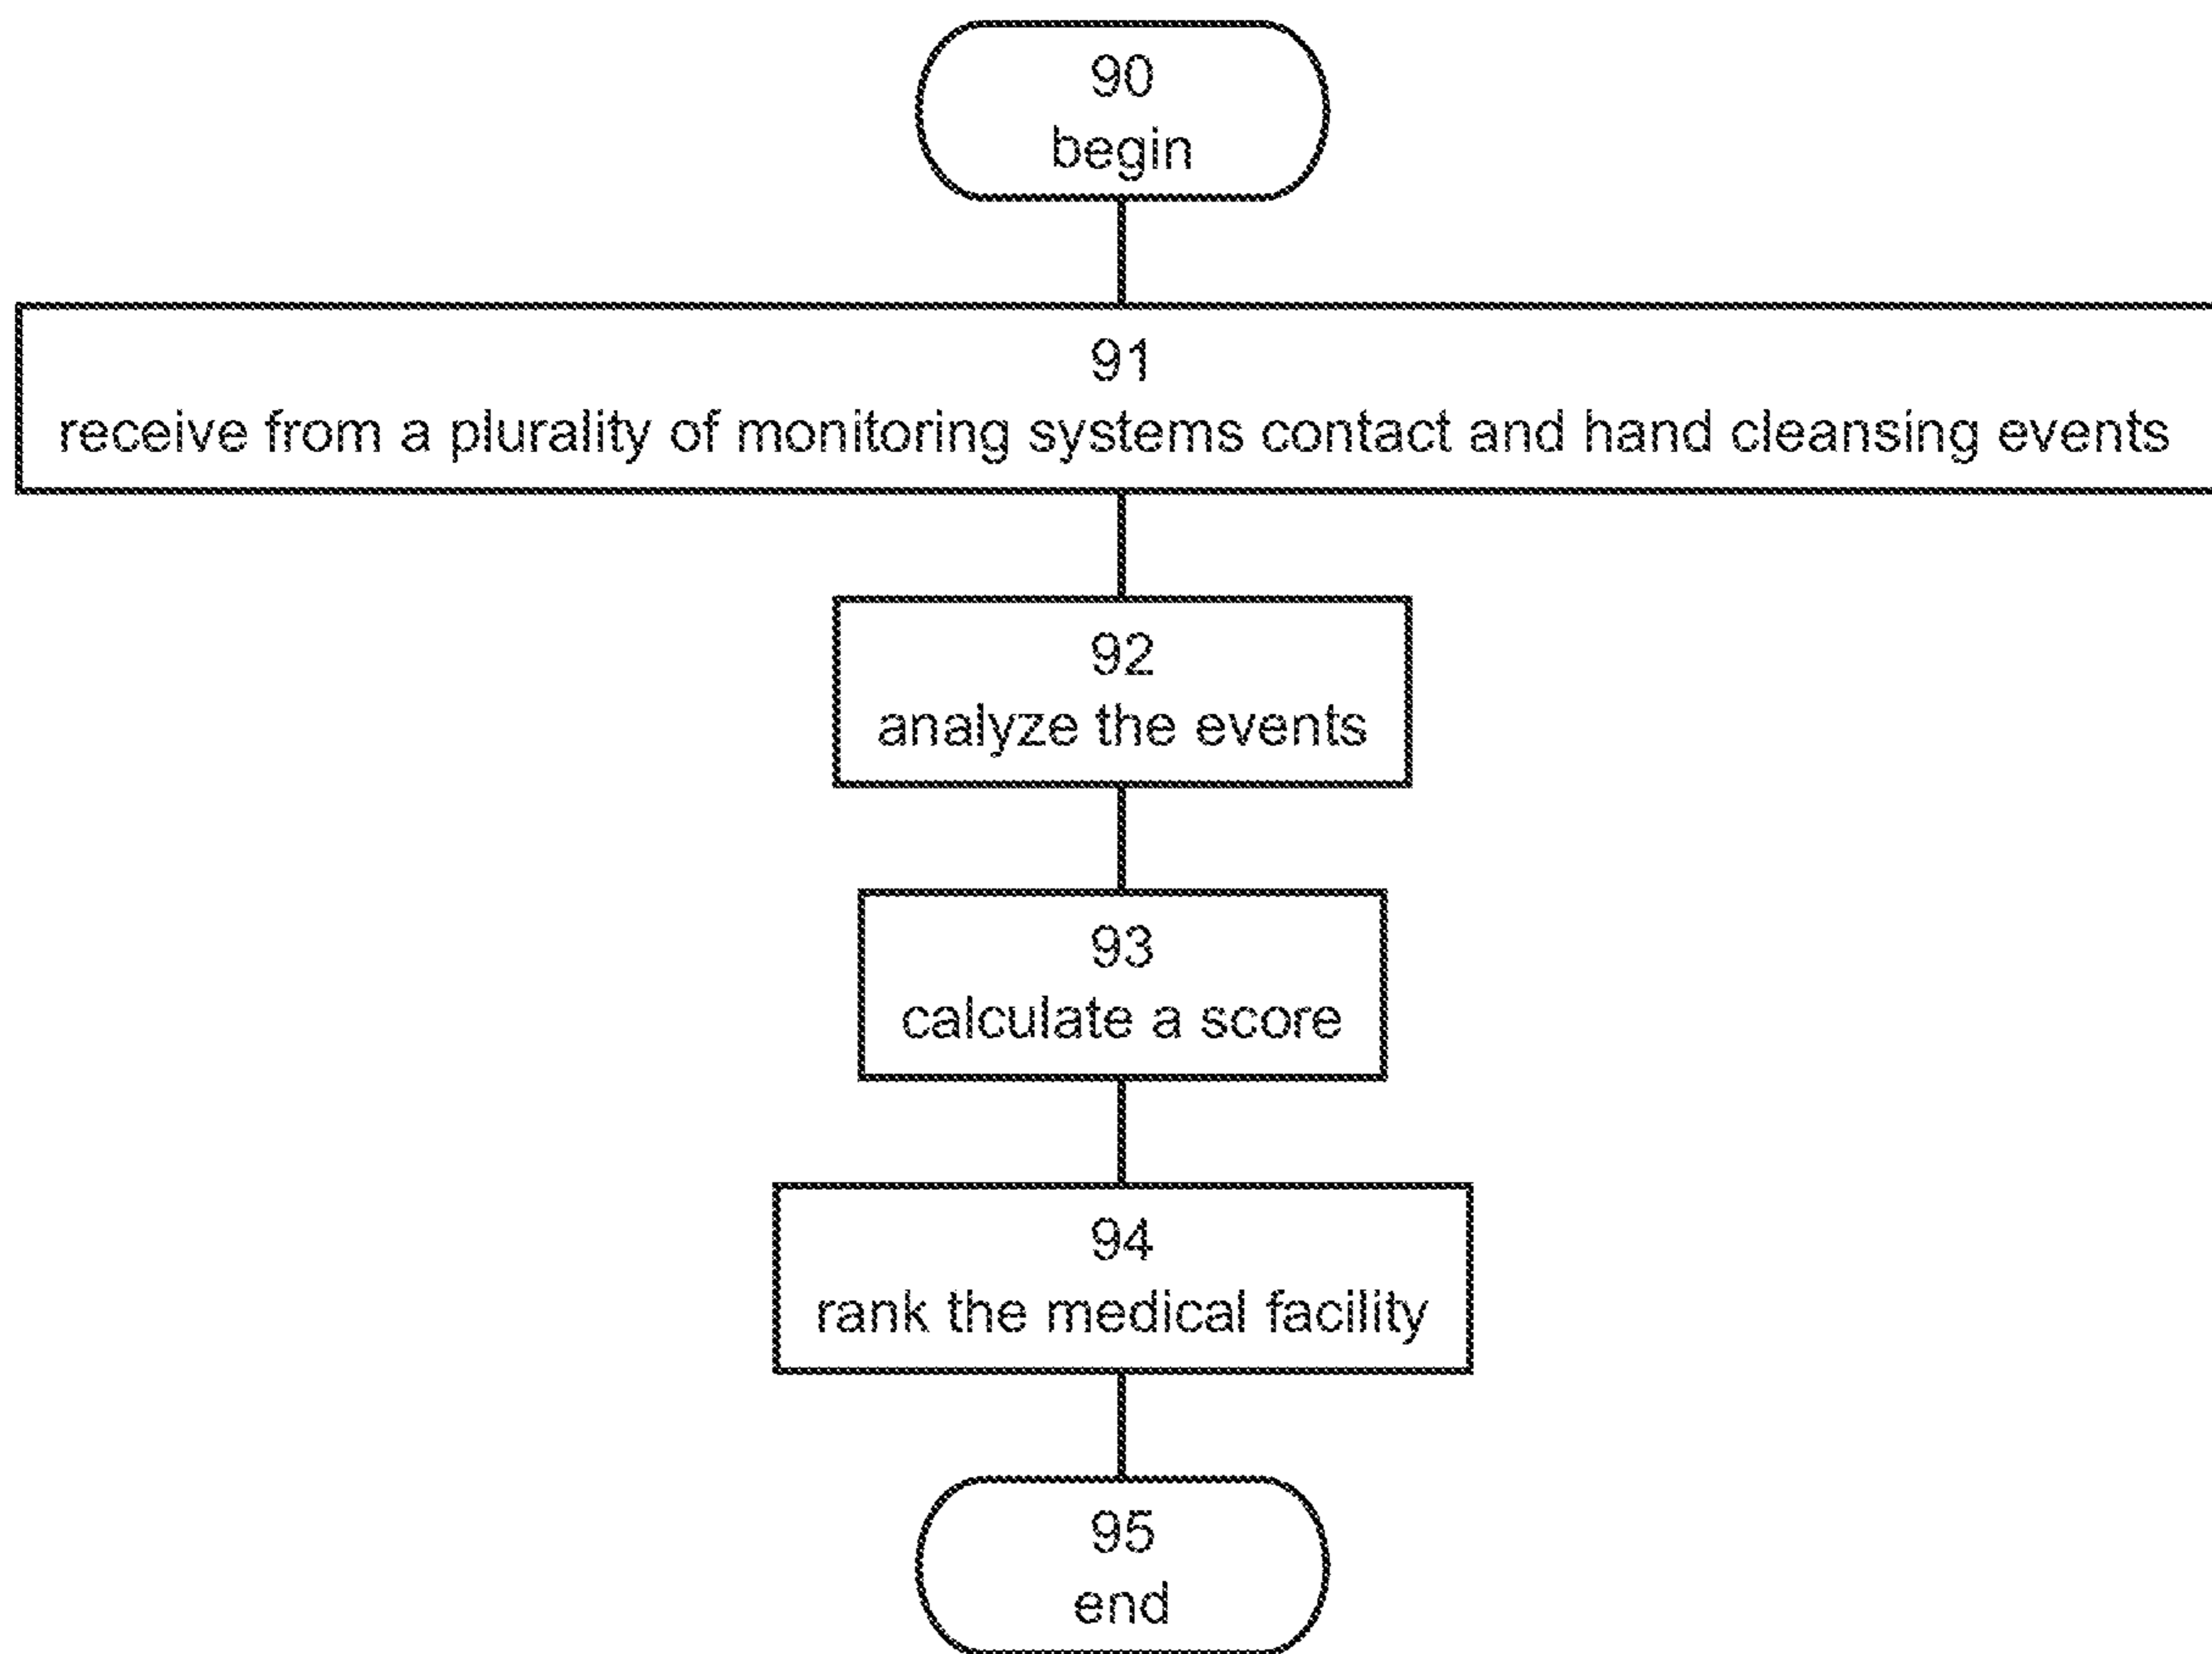 90
begin
91
receive from a plurality of monitoring systems contact and hand cleansing events
92
analyze the events
93
calculate a score
94
rank the medical facility
95
end